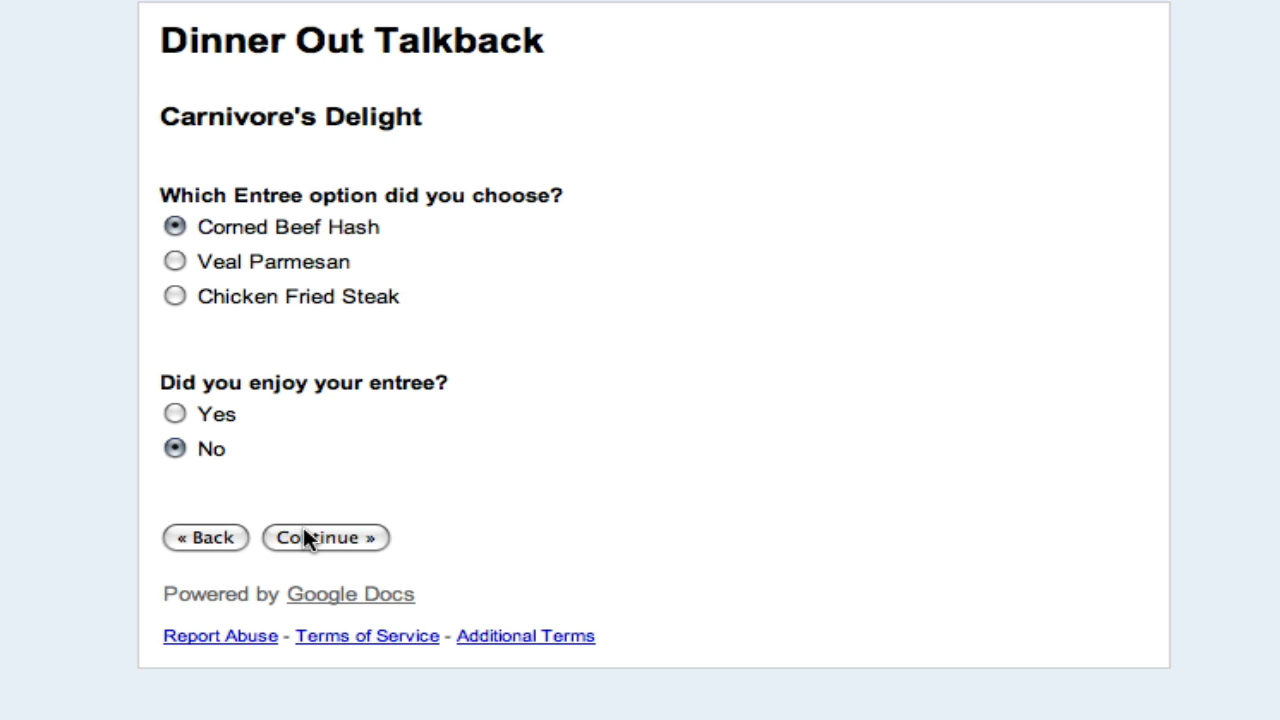 Dinner Out Talkback
Carnivore's Delight
Which Entree option did you choose?
Corned Beef Hash
Veal Parmesan
Chicken Fried Steak
Did you enjoy your entree?
Yes
No
« Back Continue »
Powered by Google Docs
Report Abuse - Terms of Service - Additional Terms